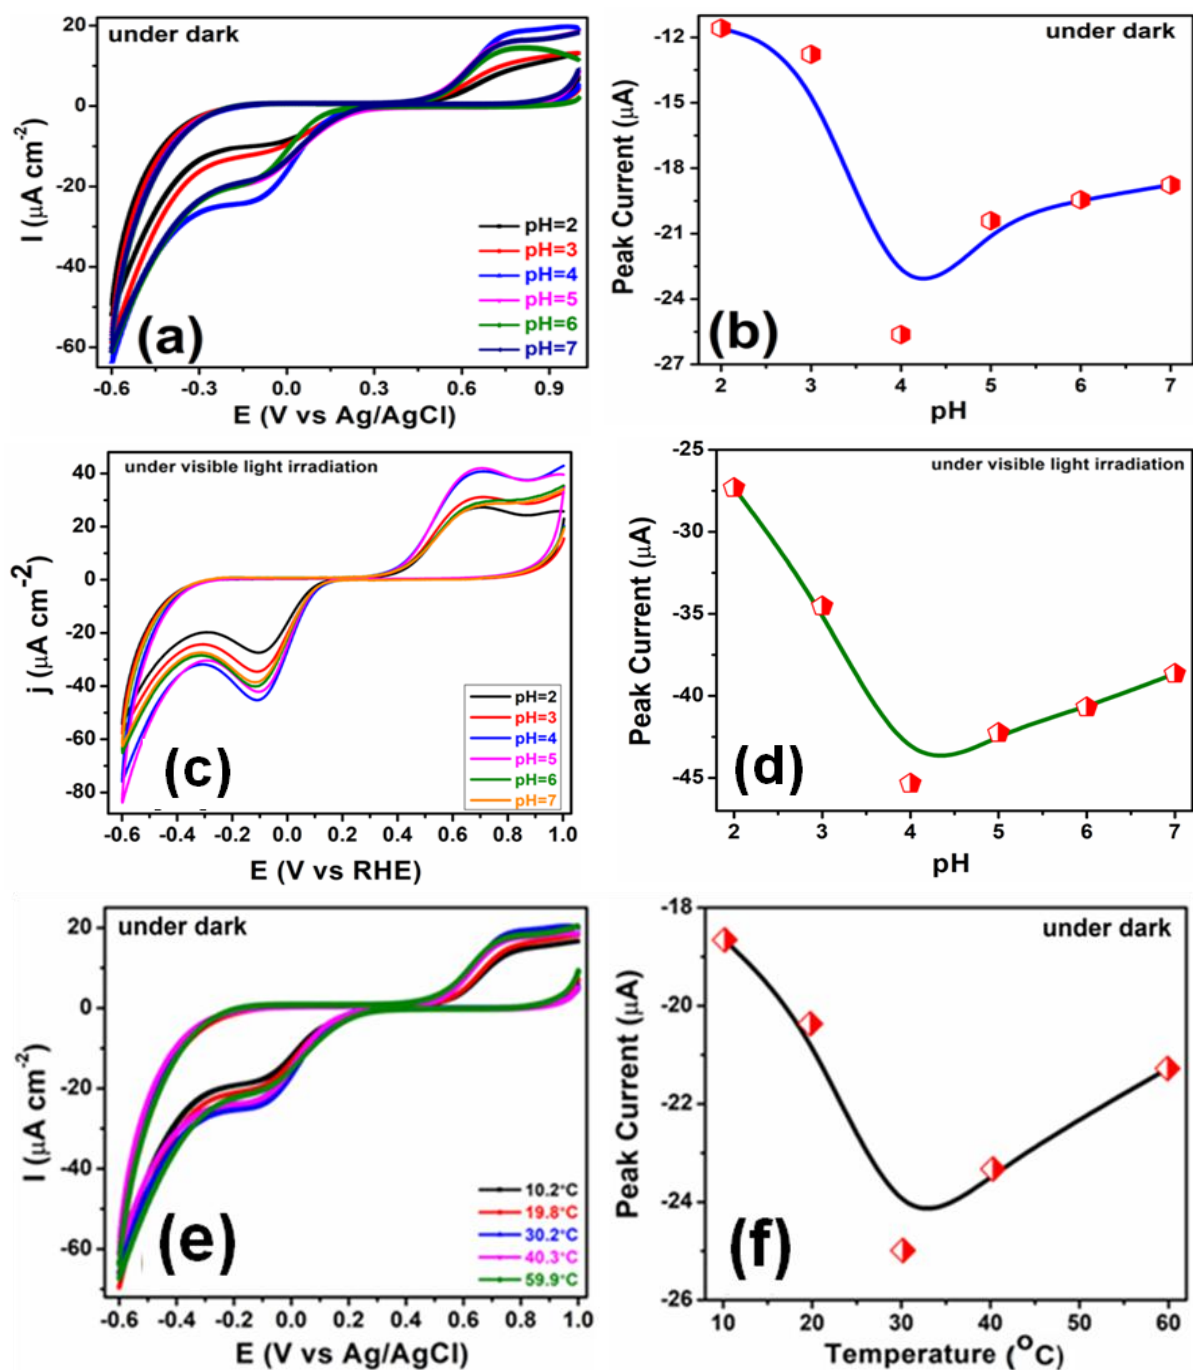 under dark
20
0
-20
-40
-60
I (μA cm⁻²)
pH=2
pH=3
pH=4
pH=5
pH=6
pH=7
(a)
-0.6 -0.3 0.0 0.3 0.6 0.9
E (V vs Ag/AgCl)
under dark
-12
-15
-18
-21
-24
-27
Peak Current (μA)
(b)
2 3 4 5 6 7
pH
under visible light irradiation
40
20
0
-20
-40
-60
-80
j (μA cm⁻²)
pH=2
pH=3
pH=4
pH=5
pH=6
pH=7
(c)
-0.6 -0.4 -0.2 0.0 0.2 0.4 0.6 0.8 1.0
E (V vs RHE)
under visible light irradiation
-25
-30
-35
-40
-45
Peak Current (μA)
(d)
2 3 4 5 6 7
pH
under dark
20
0
-20
-40
-60
I (μA cm⁻²)
10.2°C
19.8°C
30.2°C
40.3°C
59.9°C
(e)
-0.6 -0.4 -0.2 0.0 0.2 0.4 0.6 0.8 1.0
E (V vs Ag/AgCl)
under dark
-18
-20
-22
-24
-26
Peak Current (μA)
(f)
10 20 30 40 50 60
Temperature (°C)